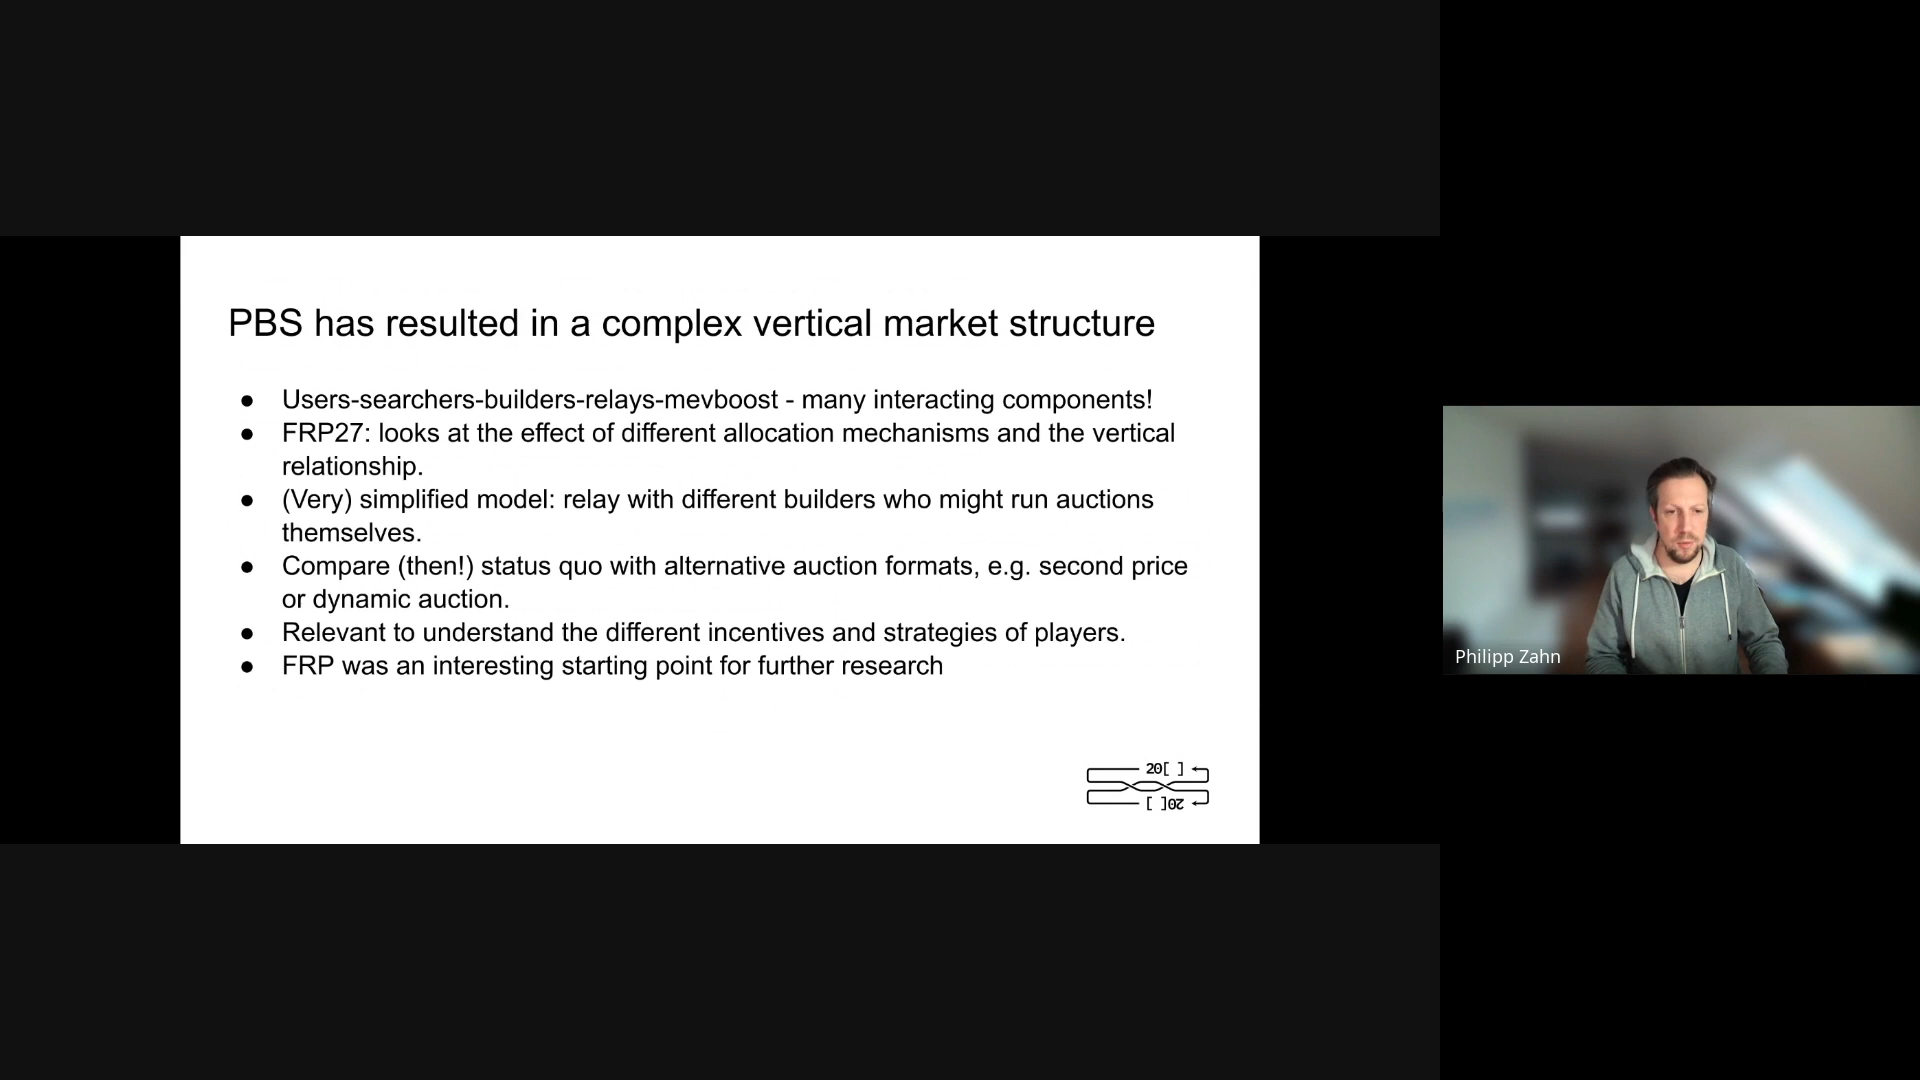 PBS has resulted in a complex vertical market structure
● Users-searchers-builders-relays-mevboost - many interacting components!
● FRP27: looks at the effect of different allocation mechanisms and the vertical
relationship.
● (Very) simplified model: relay with different builders who might run auctions
themselves.
● Compare (then!) status quo with alternative auction formats, e.g. second price
or dynamic auction.
● Relevant to understand the different incentives and strategies of players.
● FRP was an interesting starting point for further research
20[ ]
20[ ]
Philipp Zahn